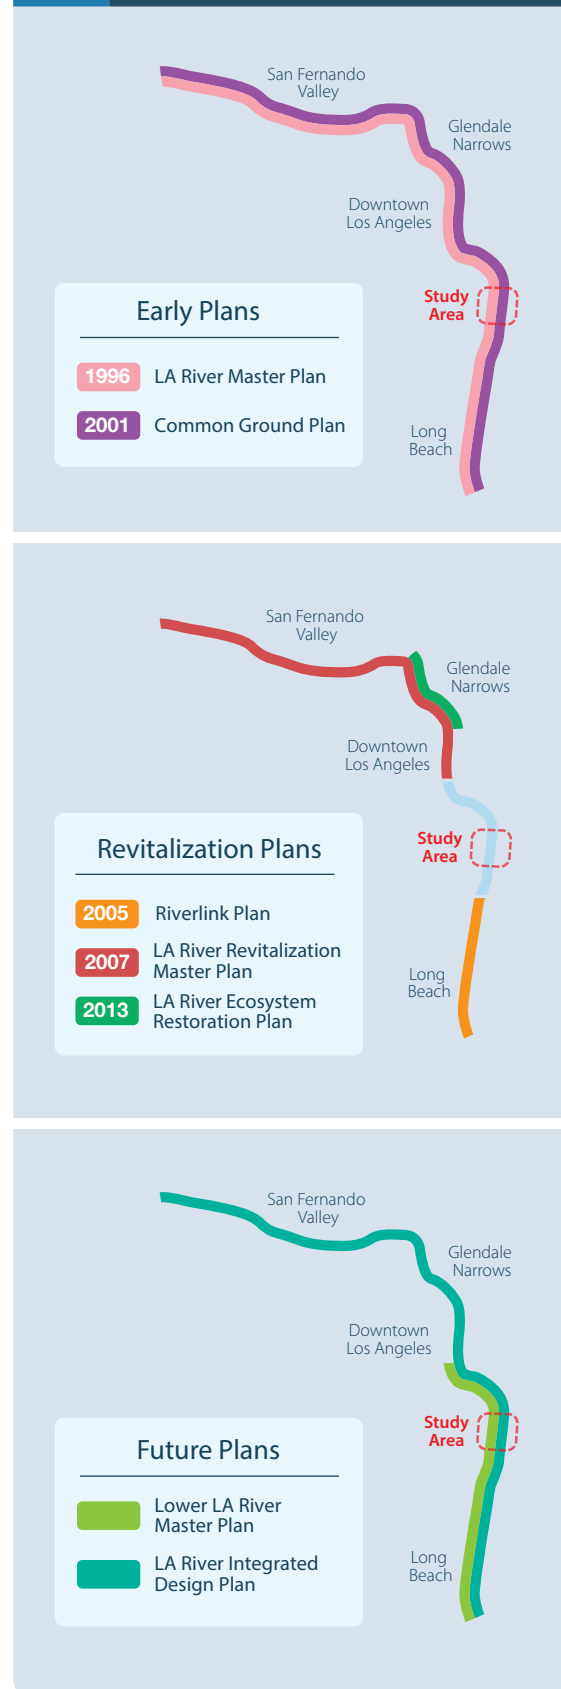 San Fernando
Valley
Glendale
Narrows
Downtown
Los Angeles
Study
Area
Early Plans
1996 LA River Master Plan
2001 Common Ground Plan
Long
Beach
San Fernando
Valley
Glendale
Narrows
Downtown
Los Angeles
Study
Area
Revitalization Plans
2005 Riverlink Plan
2007 LA River Revitalization
Master Plan
2013 LA River Ecosystem
Restoration Plan
Long
Beach
San Fernando
Valley
Glendale
Narrows
Downtown
Los Angeles
Study
Area
Future Plans
Lower LA River
Master Plan
LA River Integrated
Design Plan
Long
Beach